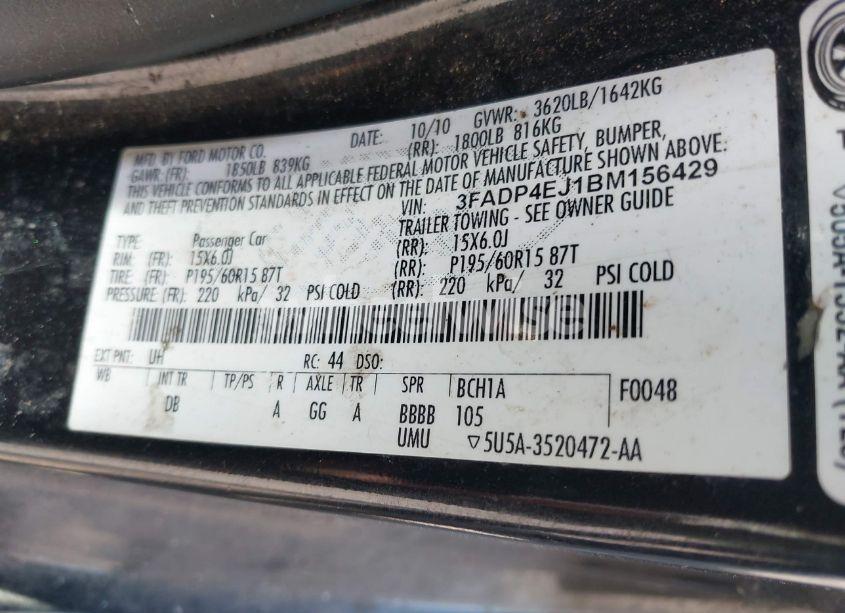 MFD. BY FORD MOTOR CO. DATE: 10/10 GVWR: 3620LB/1642KG
GAWR: (FR): 1850LB 839KG (RR): 1800LB 816KG
THIS VEHICLE CONFORMS TO ALL APPLICABLE FEDERAL MOTOR VEHICLE SAFETY, BUMPER,
AND THEFT PREVENTION STANDARDS IN EFFECT ON THE DATE OF MANUFACTURE SHOWN ABOVE.
VIN: 3FADP4EJ1BM156429
TYPE: Passenger Car TRAILER TOWING - SEE OWNER GUIDE
RIM: (FR): 15X6.0J (RR): 15X6.0J
TIRE: (FR): P195/60R15 87T (RR): P195/60R15 87T
PRESSURE (FR): 220 kPa/ 32 PSI COLD (RR): 220 kPa/ 32 PSI COLD
EXT PNT: UH RC: 44 DSO:
WB INT TR TP/PS R AXLE TR SPR BCH1A F0048
DB A GG A BBBB 105
UMU ▽5U5A-3520472-AA